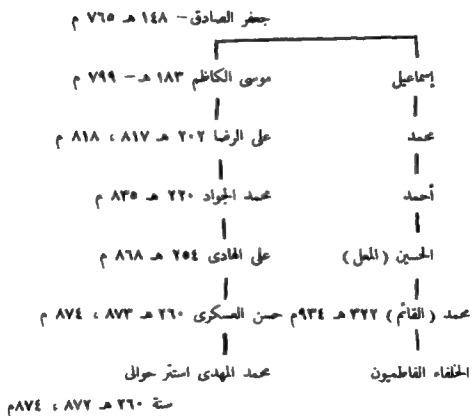 جعفر الصادق - ١٤٨ هـ ٧٦٥ م
إسماعيل
موسى الكاظم ١٨٣ هـ - ٧٩٩ م
محمد
على الرضا ٢٠٢ هـ ٨١٧ ، ٨١٨ م
أحمد
محمد الجواد ٢٢٠ هـ ٨٣٥ م
الحسين (المعل)
على الهادى ٢٥٤ هـ ٨٦٨ م
محمد (القائم) ٣٢٢ هـ ٩٣٤م
حسن العسكرى ٢٦٠ هـ ٨٧٣ ، ٨٧٤ م
الخلفاء الفاطميون
محمد المهدى استتر حوالى
سنة ٢٦٠ هـ ٨٧٢ ، ٨٧٤م